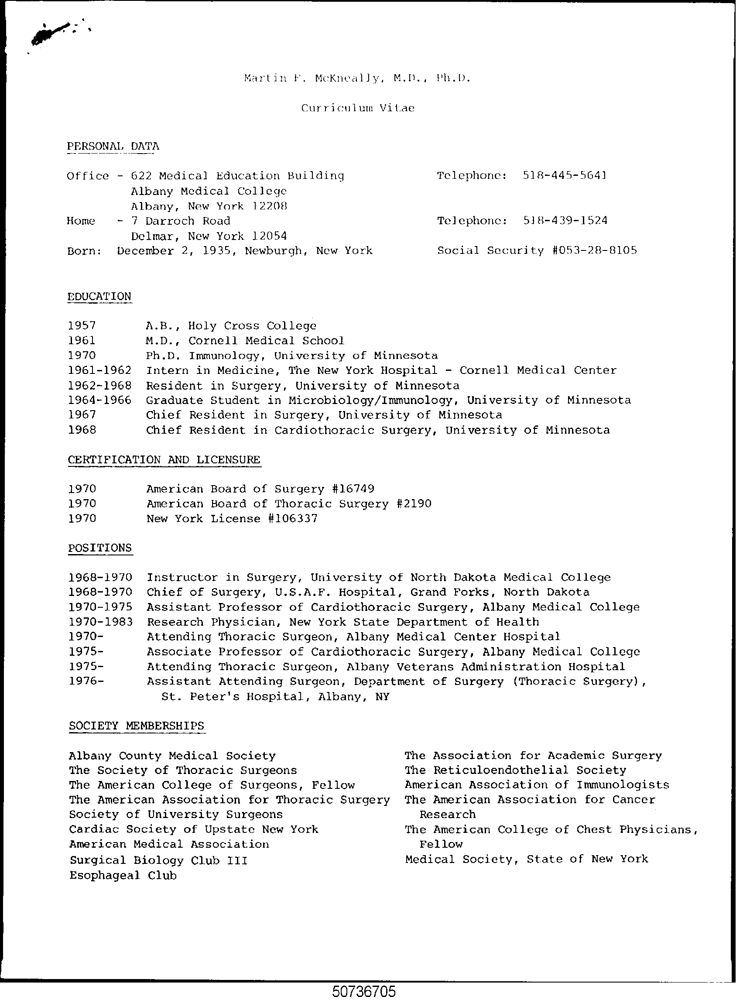 Martin F. McKneally, M.D., Ph.D.
Curriculum Vitae
PERSONAL DATA
Office - 622 Medical Education Building Telephone: 518-445-5641
Albany Medical College
Albany, New York 12208
Home - 7 Darroch Road Telephone: 518-439-1524
Delmar, New York 12054
Born: December 2, 1935, Newburgh, New York Social Security #053-28-8105
EDUCATION
1957 A.B., Holy Cross College
1961 M.D., Cornell Medical School
1970 Ph.D. Immunology, University of Minnesota
1961-1962 Intern in Medicine, The New York Hospital - Cornell Medical Center
1962-1968 Resident in Surgery, University of Minnesota
1964-1966 Graduate Student in Microbiology/Immunology, University of Minnesota
1967 Chief Resident in Surgery, University of Minnesota
1968 Chief Resident in Cardiothoracic Surgery, University of Minnesota
CERTIFICATION AND LICENSURE
1970 American Board of Surgery #16749
1970 American Board of Thoracic Surgery #2190
1970 New York License #106337
POSITIONS
1968-1970 Instructor in Surgery, University of North Dakota Medical College
1968-1970 Chief of Surgery, U.S.A.F. Hospital, Grand Forks, North Dakota
1970-1975 Assistant Professor of Cardiothoracic Surgery, Albany Medical College
1970-1983 Research Physician, New York State Department of Health
1970- Attending Thoracic Surgeon, Albany Medical Center Hospital
1975- Associate Professor of Cardiothoracic Surgery, Albany Medical College
1975- Attending Thoracic Surgeon, Albany Veterans Administration Hospital
1976- Assistant Attending Surgeon, Department of Surgery (Thoracic Surgery),
St. Peter's Hospital, Albany, NY
SOCIETY MEMBERSHIPS
Albany County Medical Society
The Society of Thoracic Surgeons
The American College of Surgeons, Fellow
The American Association for Thoracic Surgery
Society of University Surgeons
Cardiac Society of Upstate New York
American Medical Association
Surgical Biology Club III
Esophageal Club
The Association for Academic Surgery
The Reticuloendothelial Society
American Association of Immunologists
The American Association for Cancer
Research
The American College of Chest Physicians,
Fellow
Medical Society, State of New York
50736705